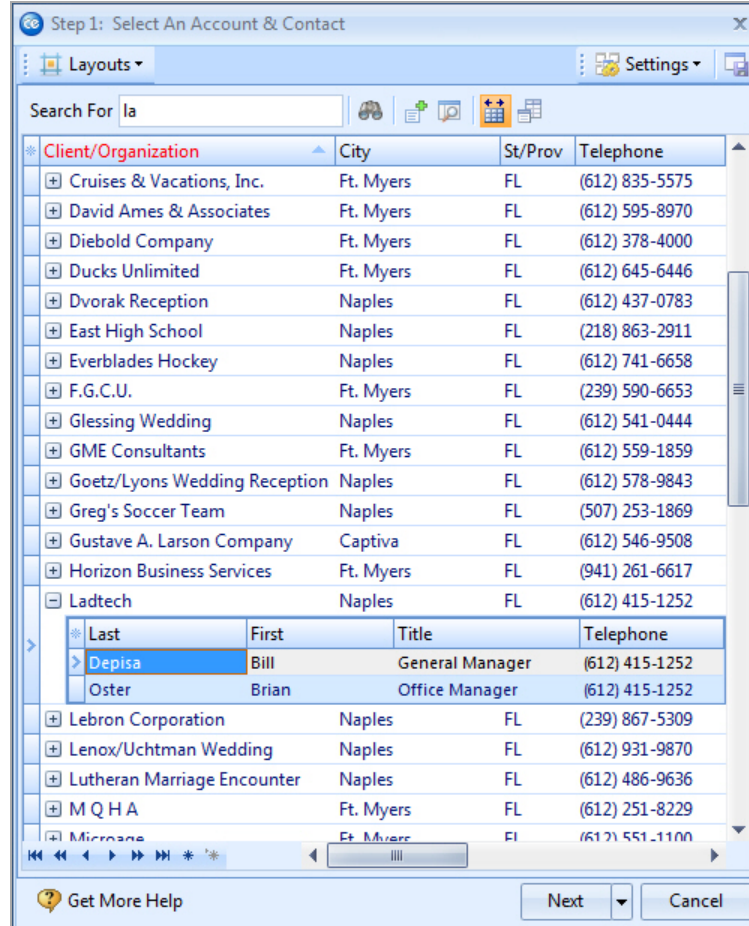 Step 1: Select An Account & Contact x
Layouts Settings
Search For la
Client/Organization City St/Prov Telephone
Cruises & Vacations, Inc. Ft. Myers FL (612) 835-5575
David Ames & Associates Ft. Myers FL (612) 595-8970
Diebold Company Ft. Myers FL (612) 378-4000
Ducks Unlimited Ft. Myers FL (612) 645-6446
Dvorak Reception Naples FL (612) 437-0783
East High School Naples FL (218) 863-2911
Everblades Hockey Naples FL (612) 741-6658
F.G.C.U. Ft. Myers FL (239) 590-6653
Glessing Wedding Naples FL (612) 541-0444
GME Consultants Ft. Myers FL (612) 559-1859
Goetz/Lyons Wedding Reception Naples FL (612) 578-9843
Greg's Soccer Team Naples FL (507) 253-1869
Gustave A. Larson Company Captiva FL (612) 546-9508
Horizon Business Services Ft. Myers FL (941) 261-6617
Ladtech Naples FL (612) 415-1252
Last First Title Telephone
Depisa Bill General Manager (612) 415-1252
Oster Brian Office Manager (612) 415-1252
Lebron Corporation Naples FL (239) 867-5309
Lenox/Uchtman Wedding Naples FL (612) 931-9870
Lutheran Marriage Encounter Naples FL (612) 486-9636
M Q H A Ft. Myers FL (612) 251-8229
Microage Ft. Myers FL (612) 551-1100
Get More Help Next Cancel